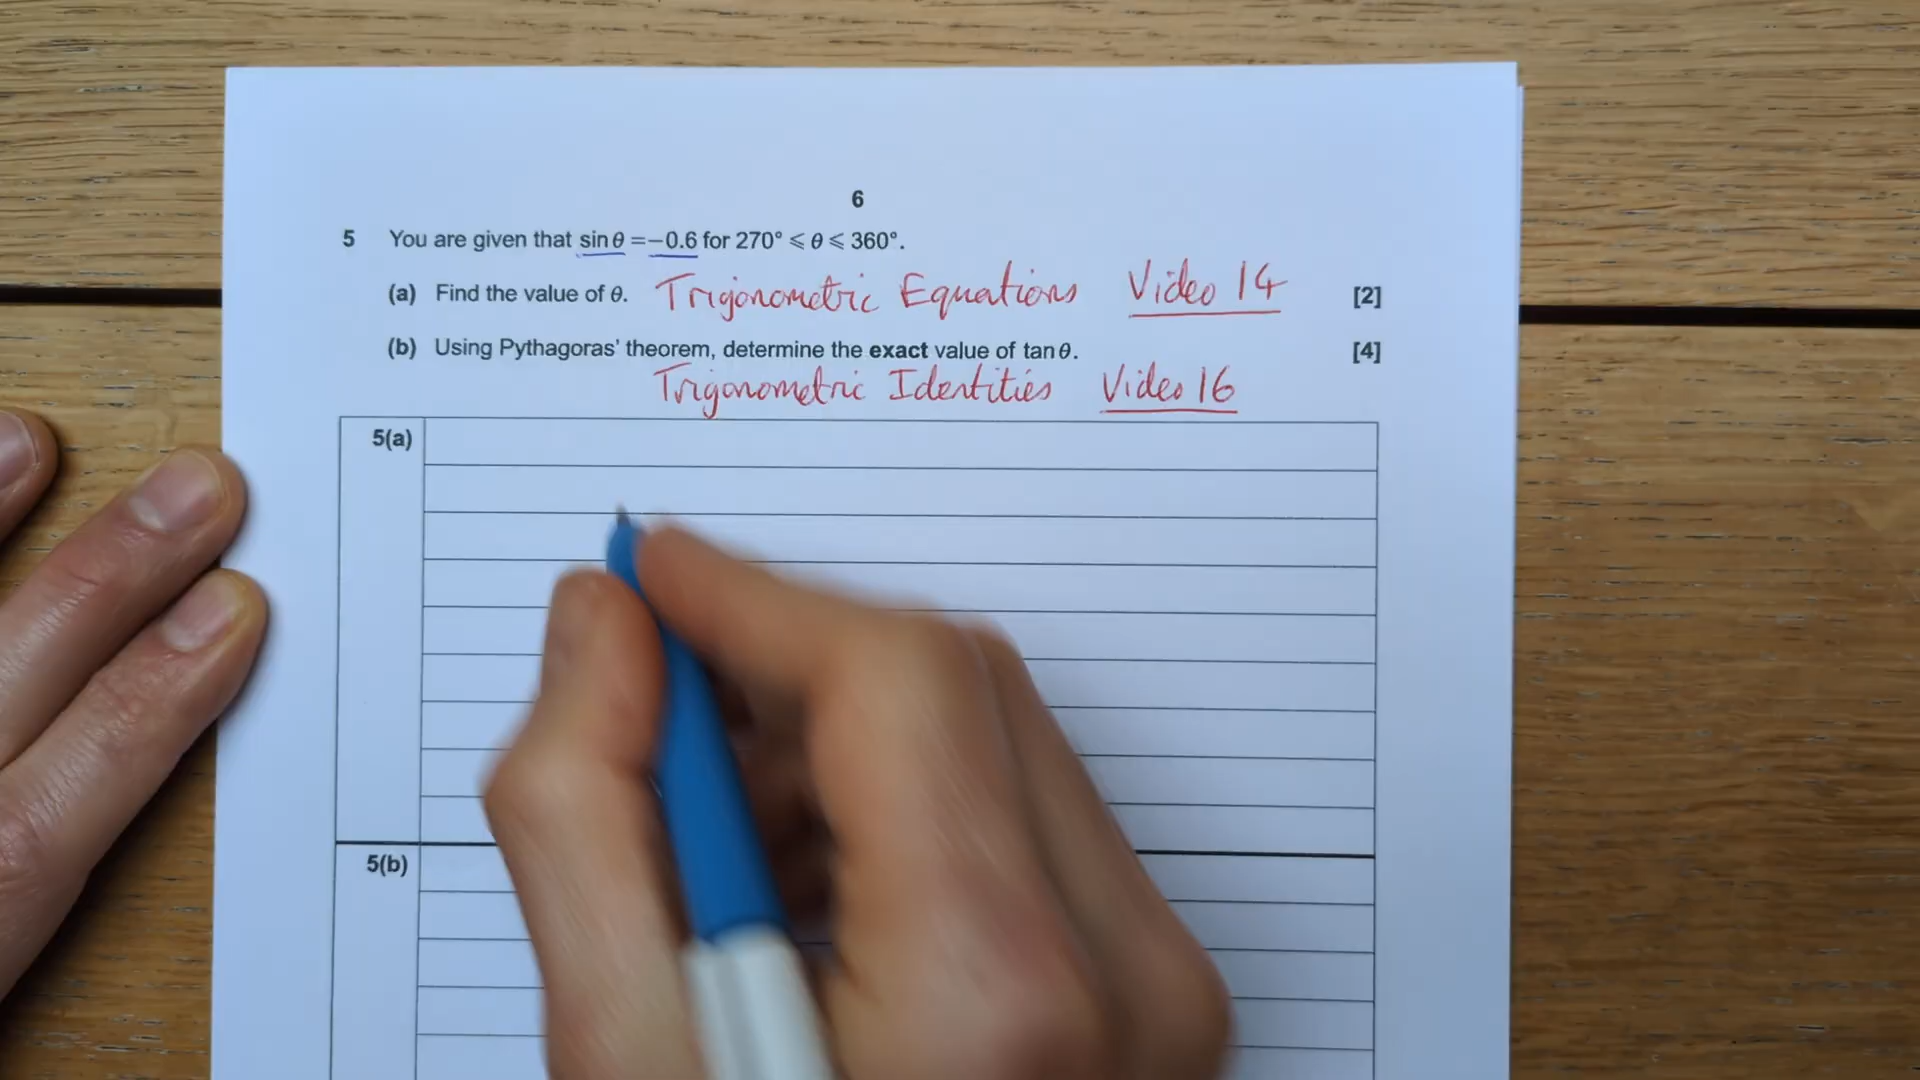 6
5 You are given that sin θ = −0.6 for 270° ⩽ θ ⩽ 360°.
(a) Find the value of θ. Trigonometric Equations Video 14 [2]
(b) Using Pythagoras' theorem, determine the exact value of tan θ. [4]
Trigonometric Identities Video 16
5(a)
5(b)